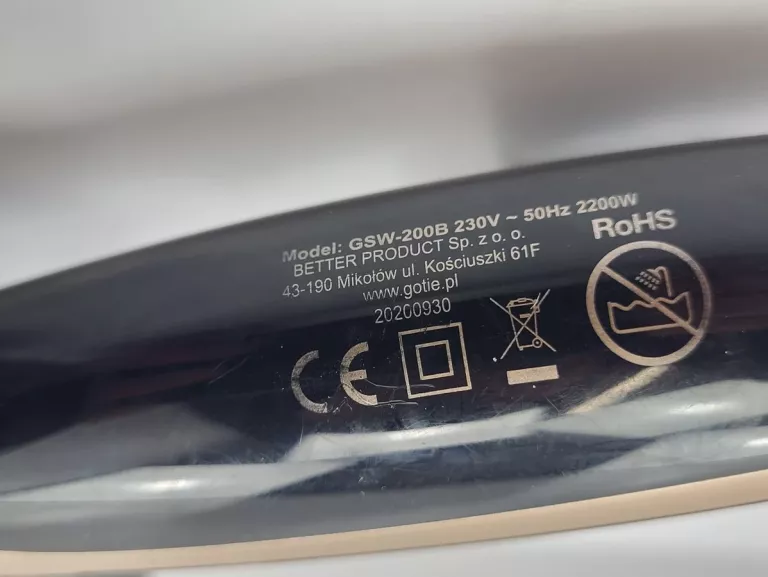 Model: GSW-200B 230V ~ 50Hz 2200W
BETTER PRODUCT Sp. z o. o.
43-190 Mikołów ul. Kościuszki 61F
www.gotie.pl
20200930
RoHS
CE